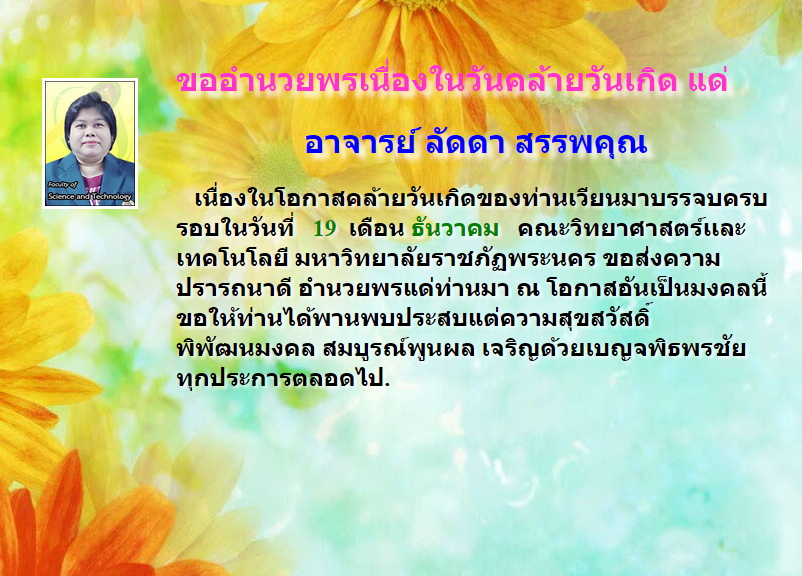 ขออำนวยพรเนื่องในวันคล้ายวันเกิด แด่
อาจารย์ ลัดดา สรรพคุณ
Faculty of
Science and Technology
เนื่องในโอกาสคล้ายวันเกิดของท่านเวียนมาบรรจบครบ
รอบในวันที่ 19 เดือน ธันวาคม คณะวิทยาศาสตร์และ
เทคโนโลยี มหาวิทยาลัยราชภัฏพระนคร ขอส่งความ
ปรารถนาดี อำนวยพรแด่ท่านมา ณ โอกาสอันเป็นมงคลนี้
ขอให้ท่านได้พานพบประสบแต่ความสุขสวัสดิ์
พิพัฒนมงคล สมบูรณ์พูนผล เจริญด้วยเบญจพิธพรชัย
ทุกประการตลอดไป.